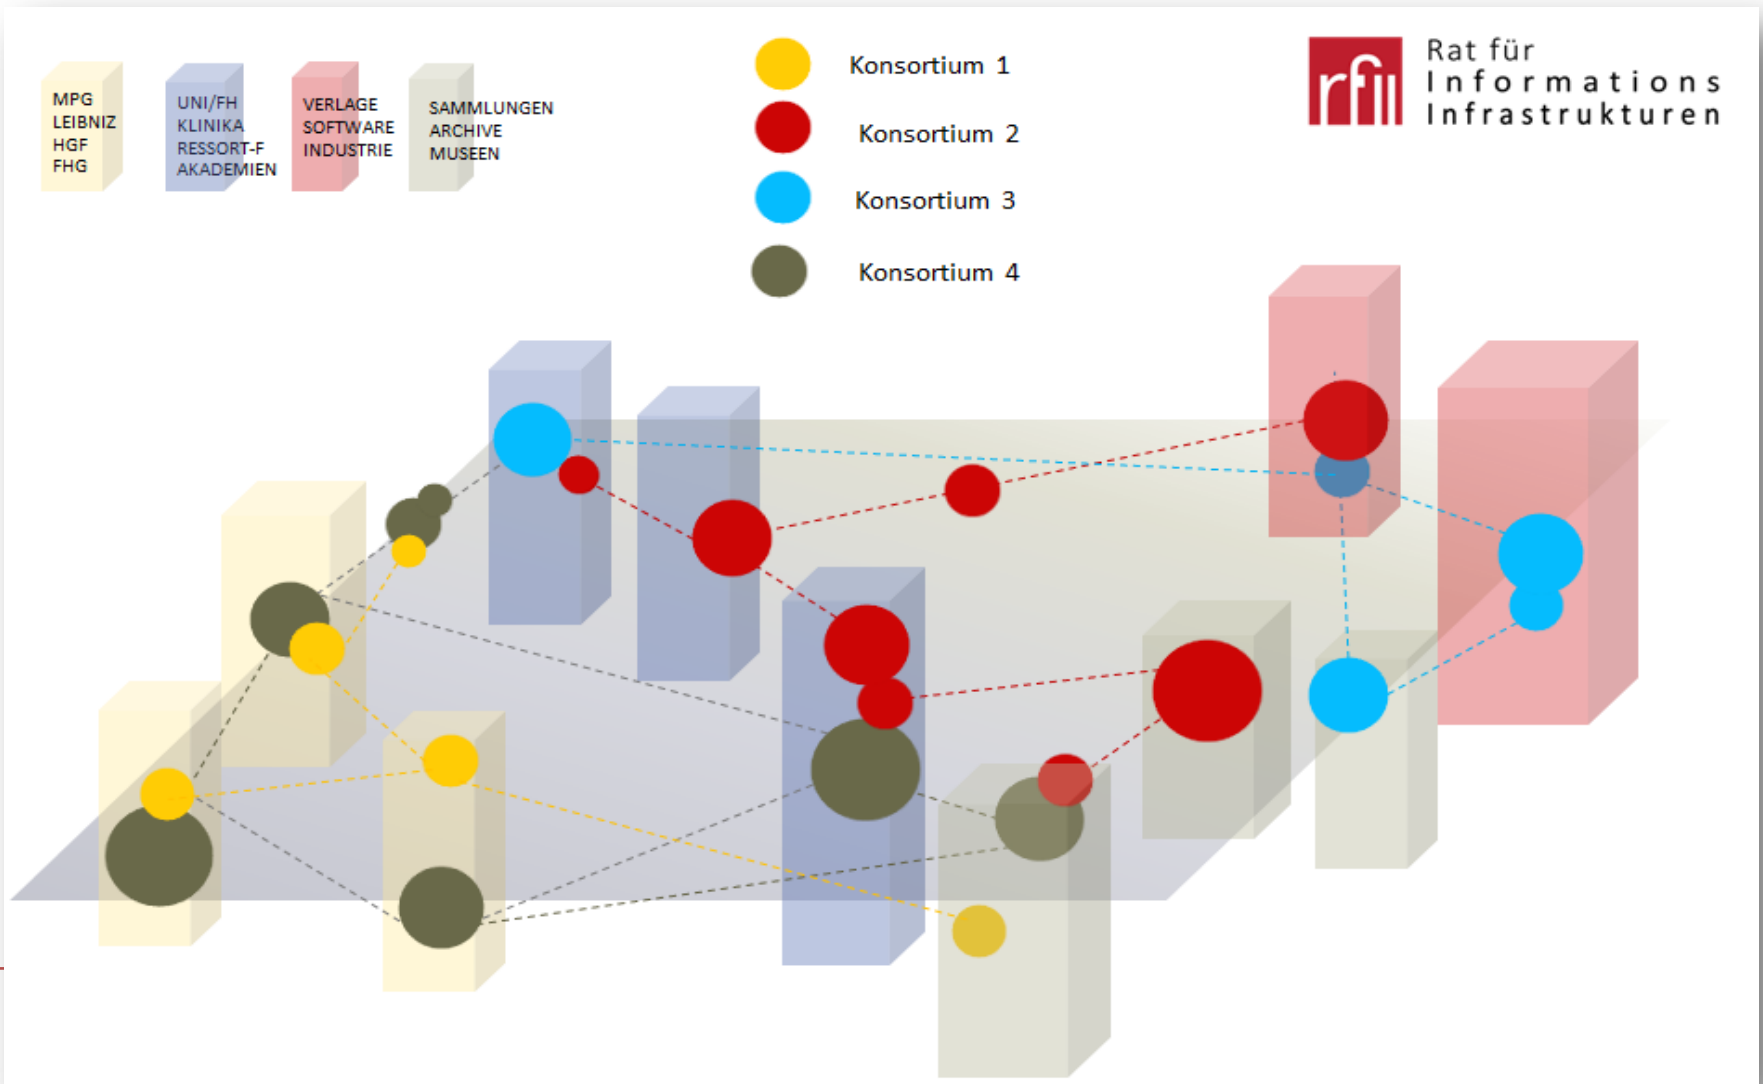 MPG
LEIBNIZ
HGF
FHG
UNI/FH
KLINIKA
RESSORT-F
AKADEMIEN
VERLAGE
SOFTWARE
INDUSTRIE
SAMMLUNGEN
ARCHIVE
MUSEEN
Konsortium 1
Konsortium 2
Konsortium 3
Konsortium 4
rfii
Rat für
Informations
Infrastrukturen